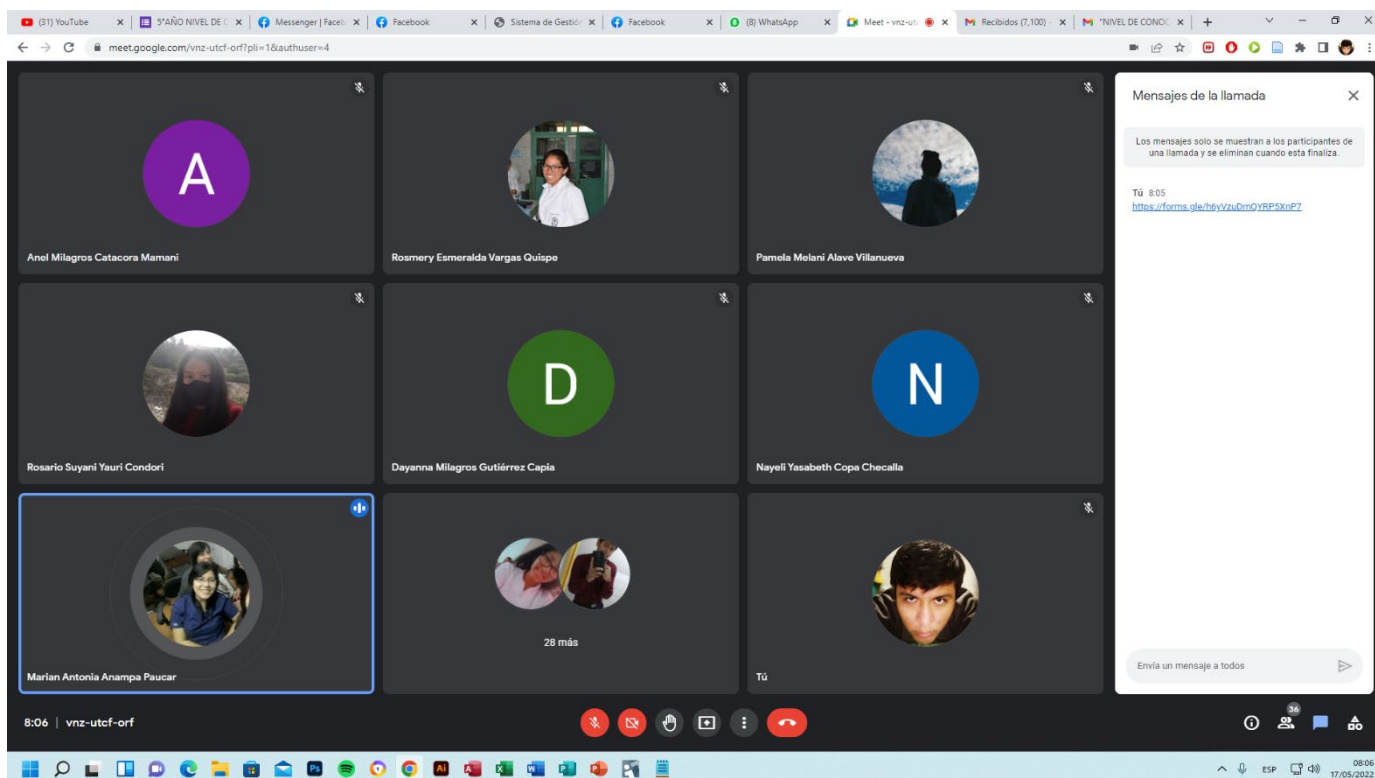 (31) YouTube
5°AÑO NIVEL DE C
Messenger | Faceb
Facebook
Sistema de Gestión
Facebook
(8) WhatsApp
Meet - vnz-ut
Recibidos (7,100) -
"NIVEL DE CONOC
meet.google.com/vnz-utcf-orf?pli=1&authuser=4
A
Anel Milagros Catacora Mamani
Rosmery Esmeralda Vargas Quispe
Pamela Melani Alave Villanueva
Rosario Suyani Yauri Condori
D
Dayanna Milagros Gutiérrez Capia
N
Nayeli Yasabeth Copa Checalla
Marian Antonia Anampa Paucar
28 más
Tú
Mensajes de la llamada
Los mensajes solo se muestran a los participantes de
una llamada y se eliminan cuando esta finaliza.
Tú 8:05
https://forms.gle/h6yVzuDmQYRP5XnP7
Envía un mensaje a todos
8:06 | vnz-utcf-orf
36
Ps
Ai
ESP
08:06
17/05/2022